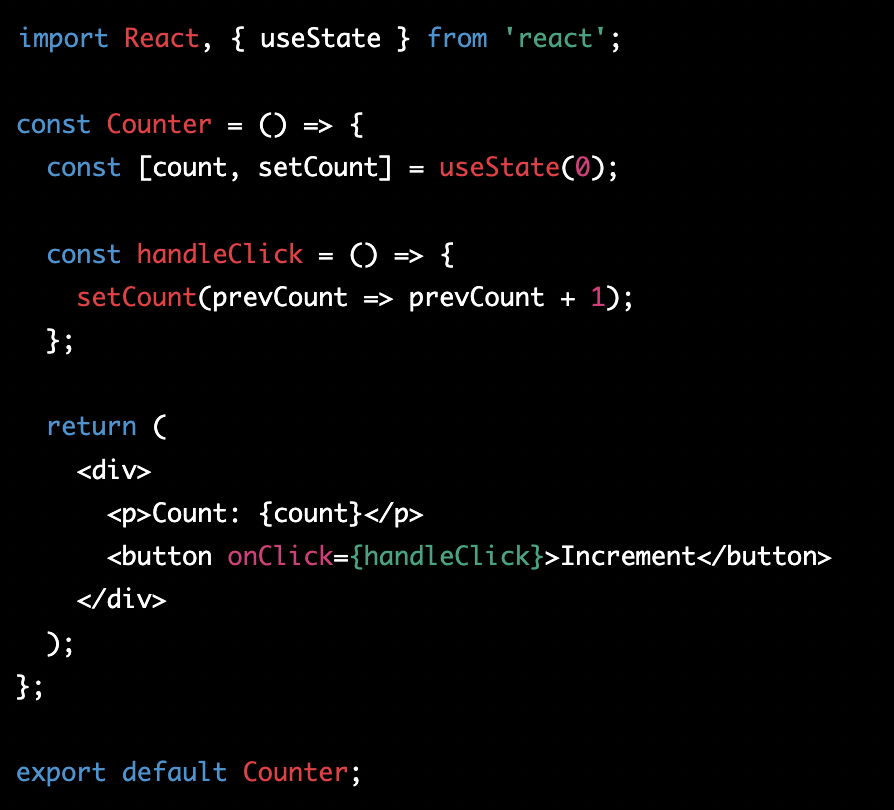 import React, { useState } from 'react';

const Counter = () => {
  const [count, setCount] = useState(0);

  const handleClick = () => {
    setCount(prevCount => prevCount + 1);
  };

  return (
    <div>
      <p>Count: {count}</p>
      <button onClick={handleClick}>Increment</button>
    </div>
  );
};

export default Counter;